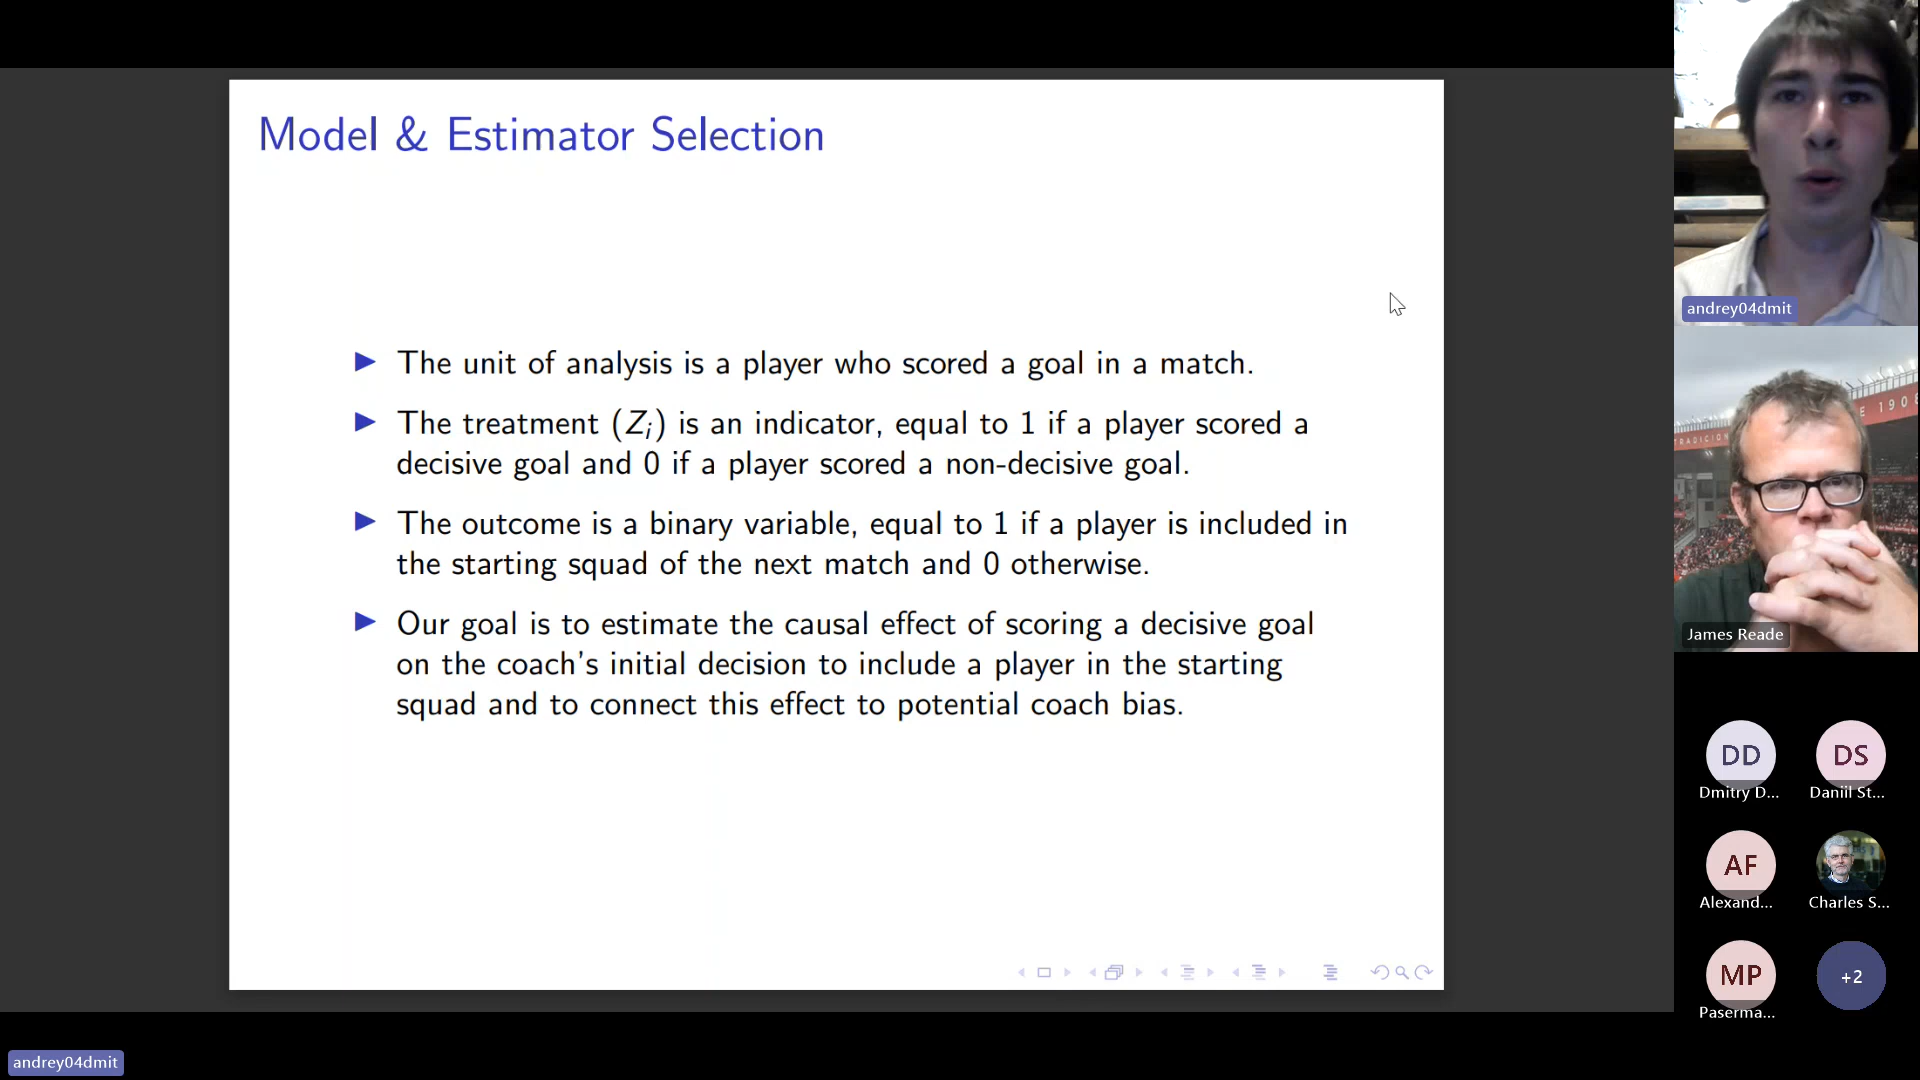 Model & Estimator Selection
The unit of analysis is a player who scored a goal in a match.
The treatment (Zi) is an indicator, equal to 1 if a player scored a
decisive goal and 0 if a player scored a non-decisive goal.
The outcome is a binary variable, equal to 1 if a player is included in
the starting squad of the next match and 0 otherwise.
Our goal is to estimate the causal effect of scoring a decisive goal
on the coach's initial decision to include a player in the starting
squad and to connect this effect to potential coach bias.
andrey04dmit
E 1908
TRADICION
James Reade
DD
Dmitry D...
DS
Daniil St...
AF
Alexand...
Charles S...
MP
Paserma...
+2
andrey04dmit